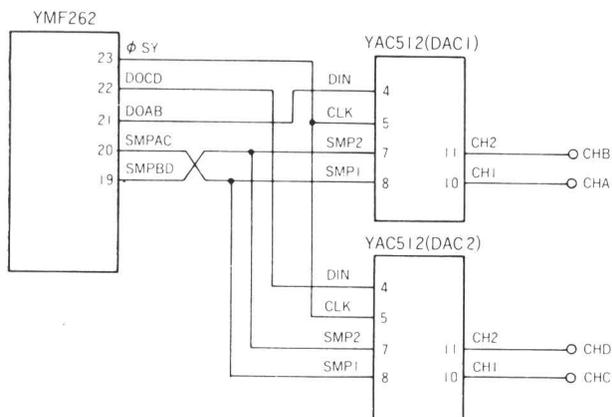 YMF262
23 φSY
22 DOCD
21 DOAB
20 SMPAC
19 SMPBD
YAC512(DAC1)
DIN 4
CLK 5
SMP2 7 11 CH2 CHB
SMP1 8 10 CH1 CHA
YAC512(DAC2)
DIN 4
CLK 5
SMP2 7 11 CH2 CHD
SMP1 8 10 CH1 CHC